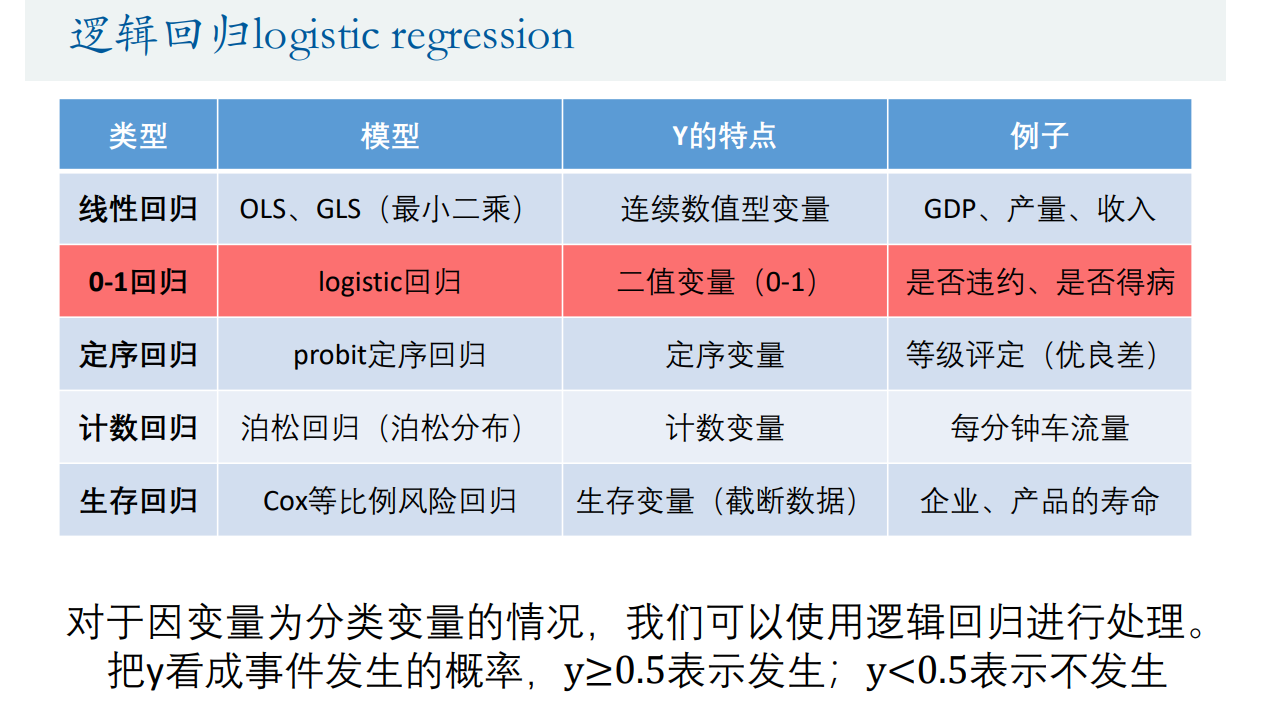 逻辑回归logistic regression
类型 模型 Y的特点 例子
线性回归 OLS、GLS（最小二乘） 连续数值型变量 GDP、产量、收入
0-1回归 logistic回归 二值变量（0-1） 是否违约、是否得病
定序回归 probit定序回归 定序变量 等级评定（优良差）
计数回归 泊松回归（泊松分布） 计数变量 每分钟车流量
生存回归 Cox等比例风险回归 生存变量（截断数据） 企业、产品的寿命
对于因变量为分类变量的情况，我们可以使用逻辑回归进行处理。
把y看成事件发生的概率，y≥0.5表示发生；y<0.5表示不发生